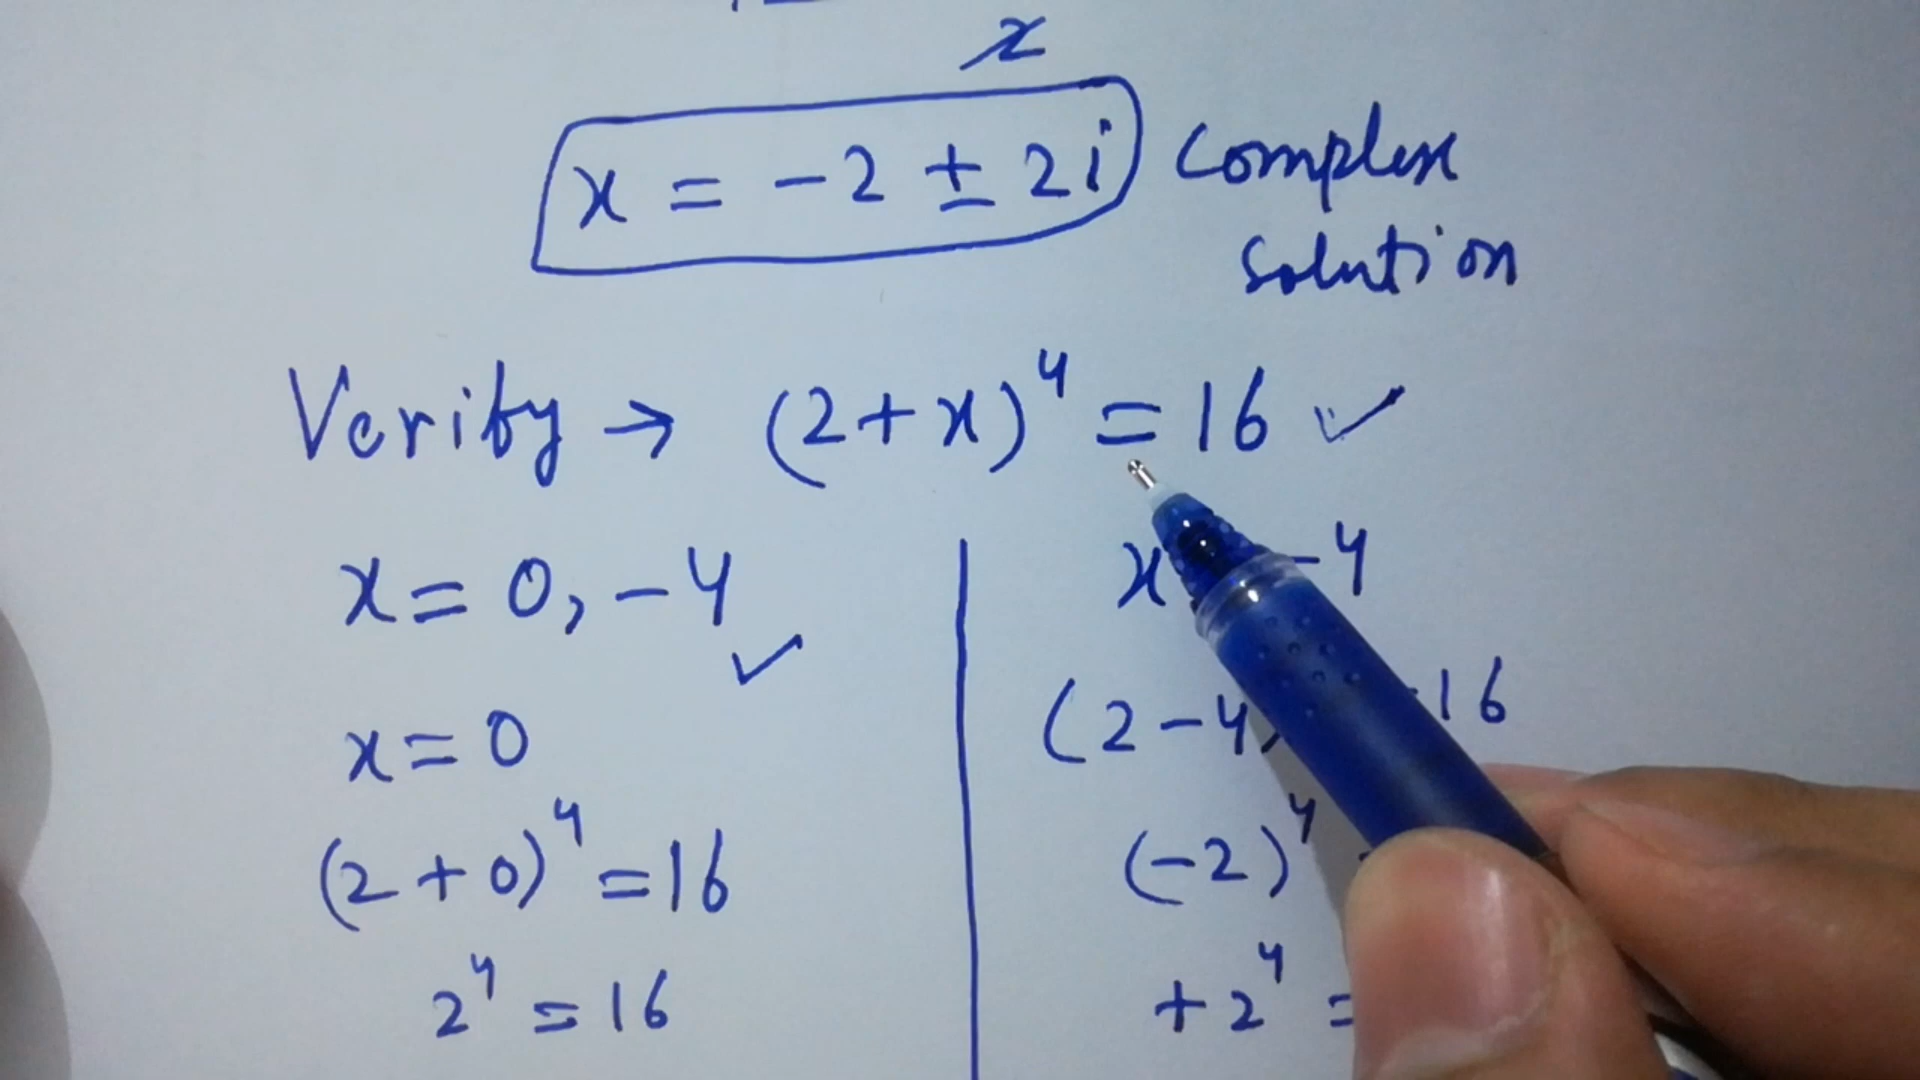 x
x = -2 ± 2i complex
solution
Verify → (2+x)⁴ = 16 ✓
x = 0, -4 ✓
x = 0
(2+0)⁴ = 16
2⁴ = 16
x -4
(2-4) 16
(-2)⁴
+2⁴ =